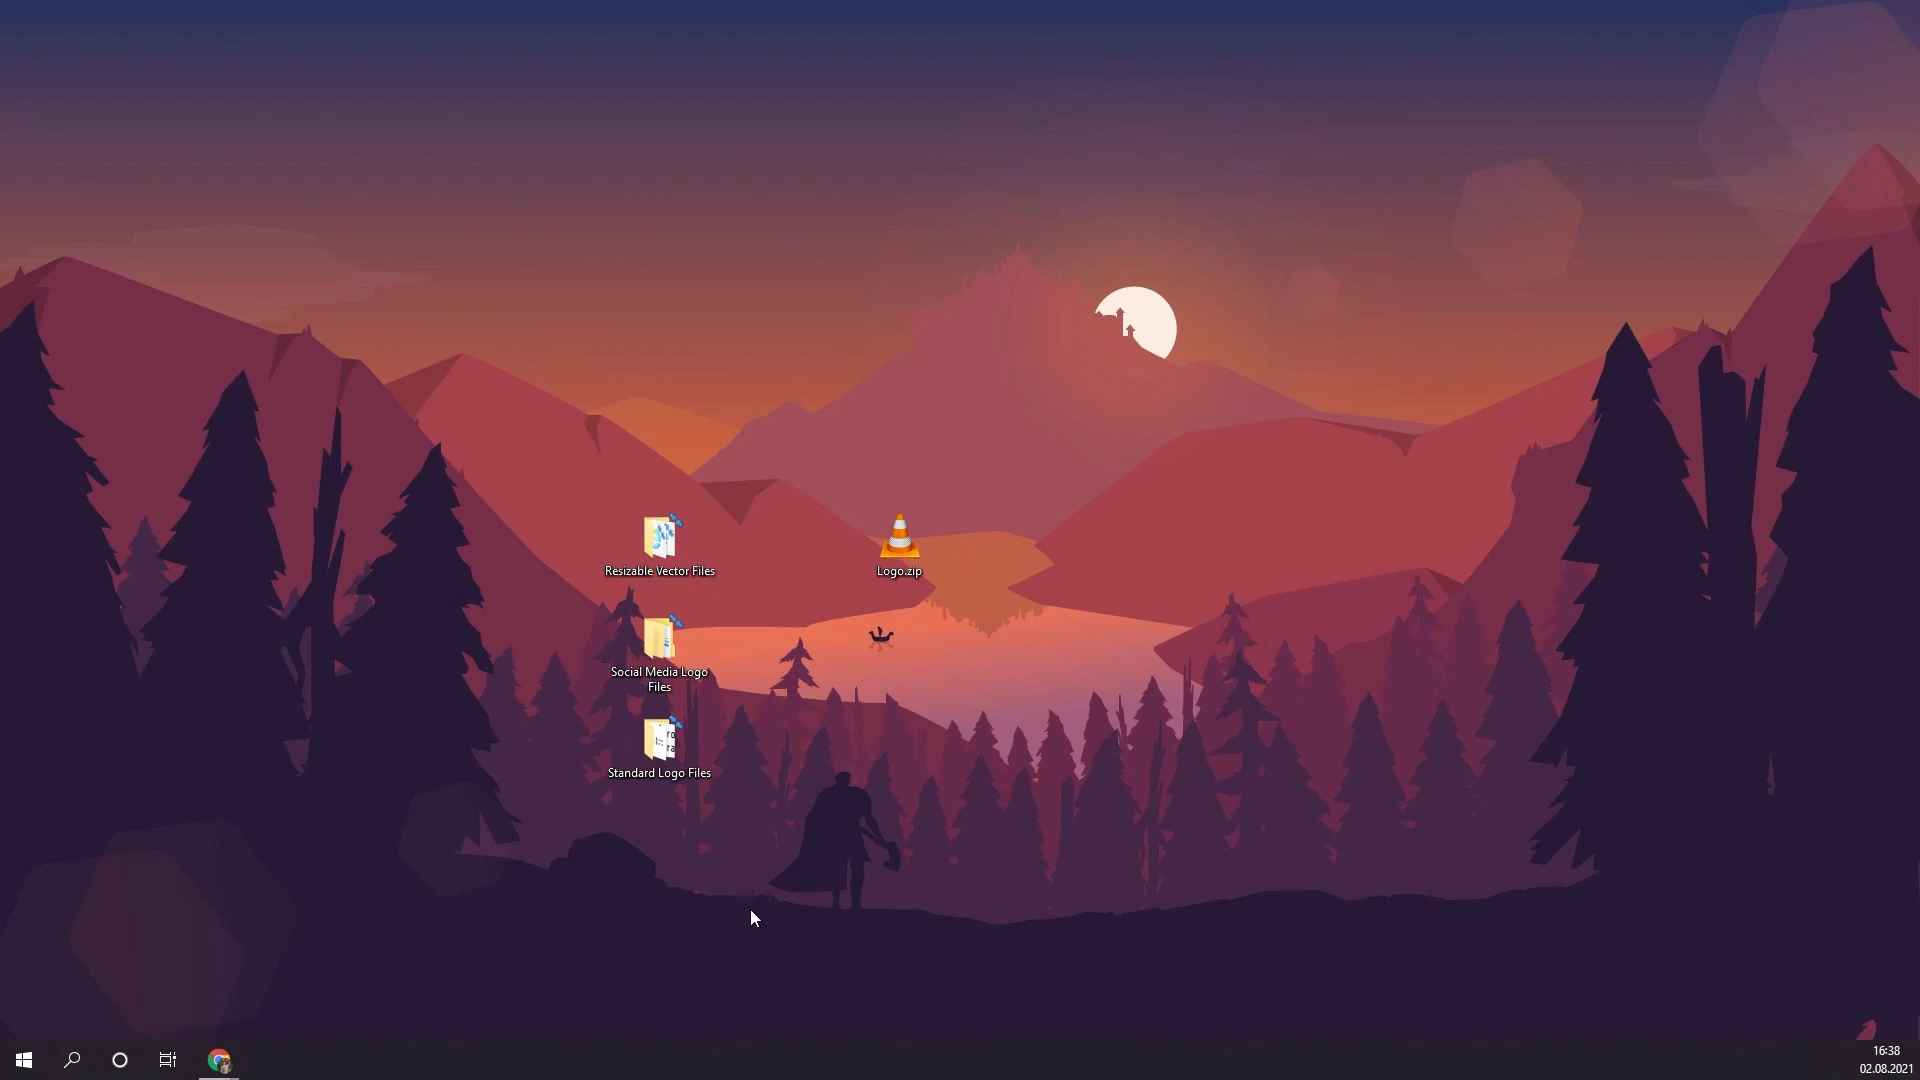 Resizable Vector Files
Logo.zip
Social Media Logo
Files
Standard Logo Files
16:38
02.08.2021